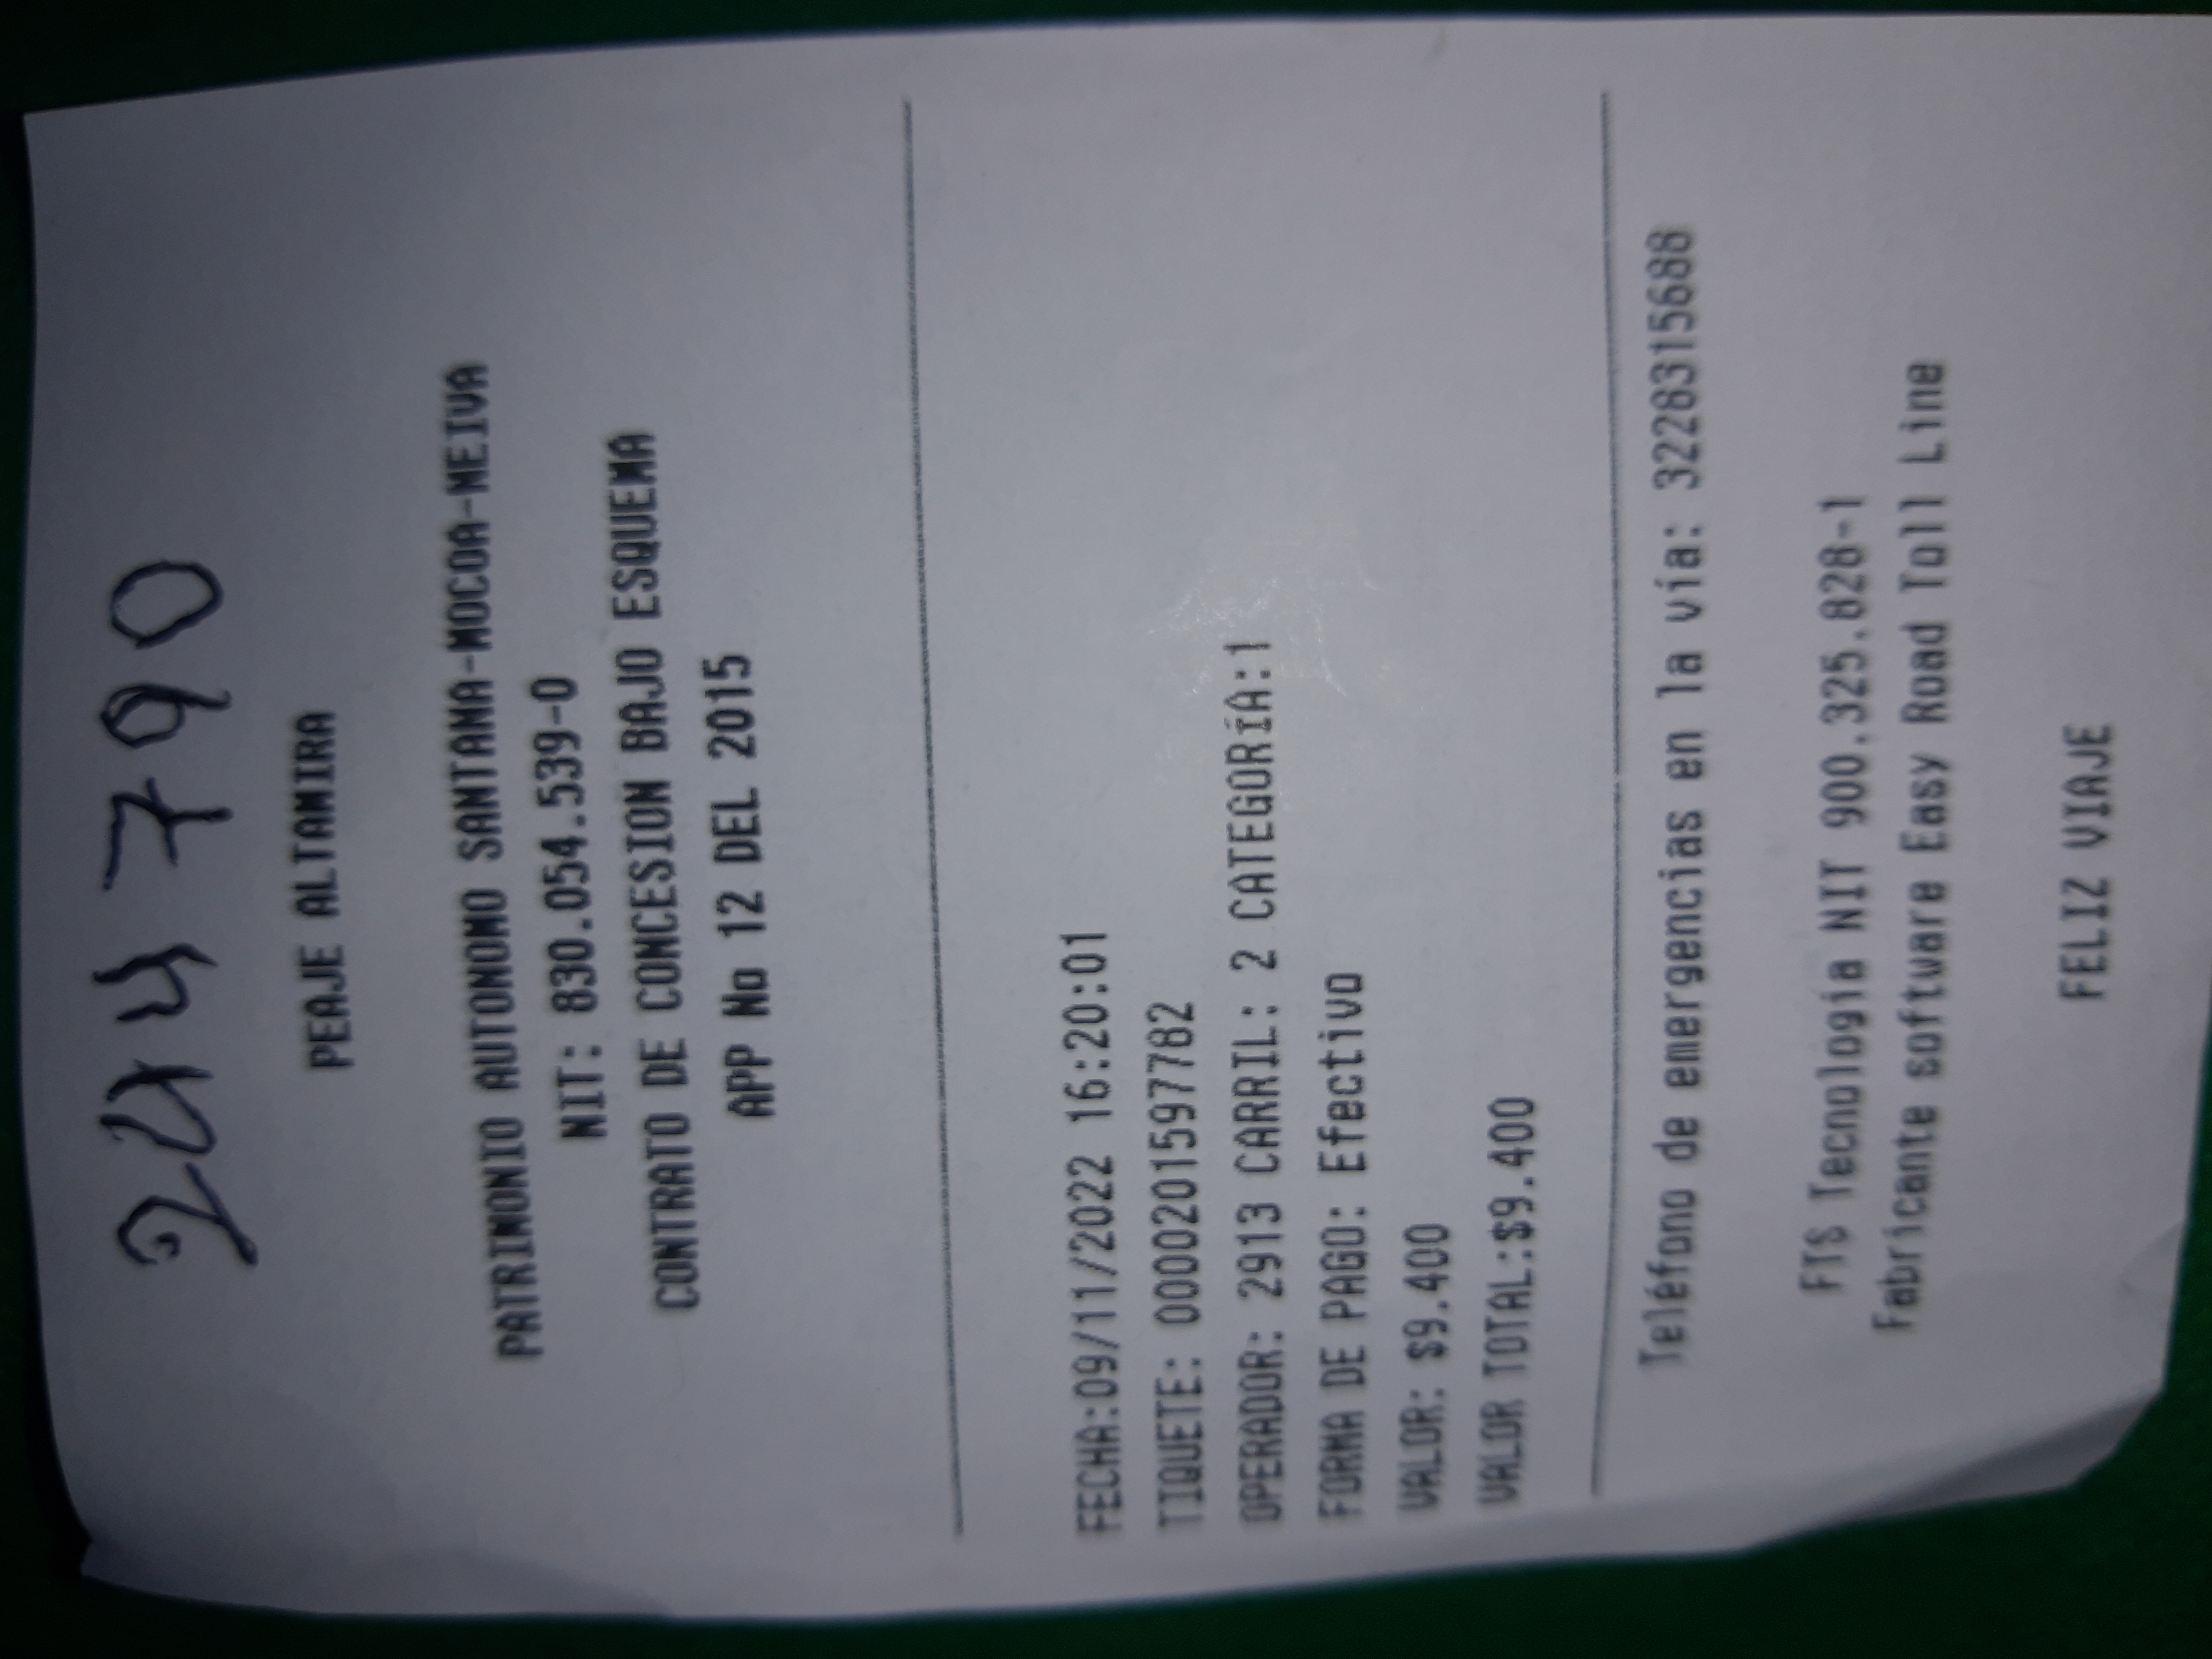 244790
PEAJE ALTAMIRA
PATRIMONIO AUTONOMO SANTANA-MOCOA-NEIVA
NIT: 830.054.539-0
CONTRATO DE CONCESION BAJO ESQUEMA
APP No 12 DEL 2015
FECHA:09/11/2022 16:20:01
TIQUETE: 0000201597782
OPERADOR: 2913 CARRIL: 2 CATEGORÍA:1
FORMA DE PAGO: Efectivo
VALOR: $9.400
VALOR TOTAL:$9.400
Teléfono de emergencias en la vía: 3228315688
FTS Tecnologia NIT 900.325.828-1
Fabricante software Easy Road Toll Line
FELIZ VIAJE